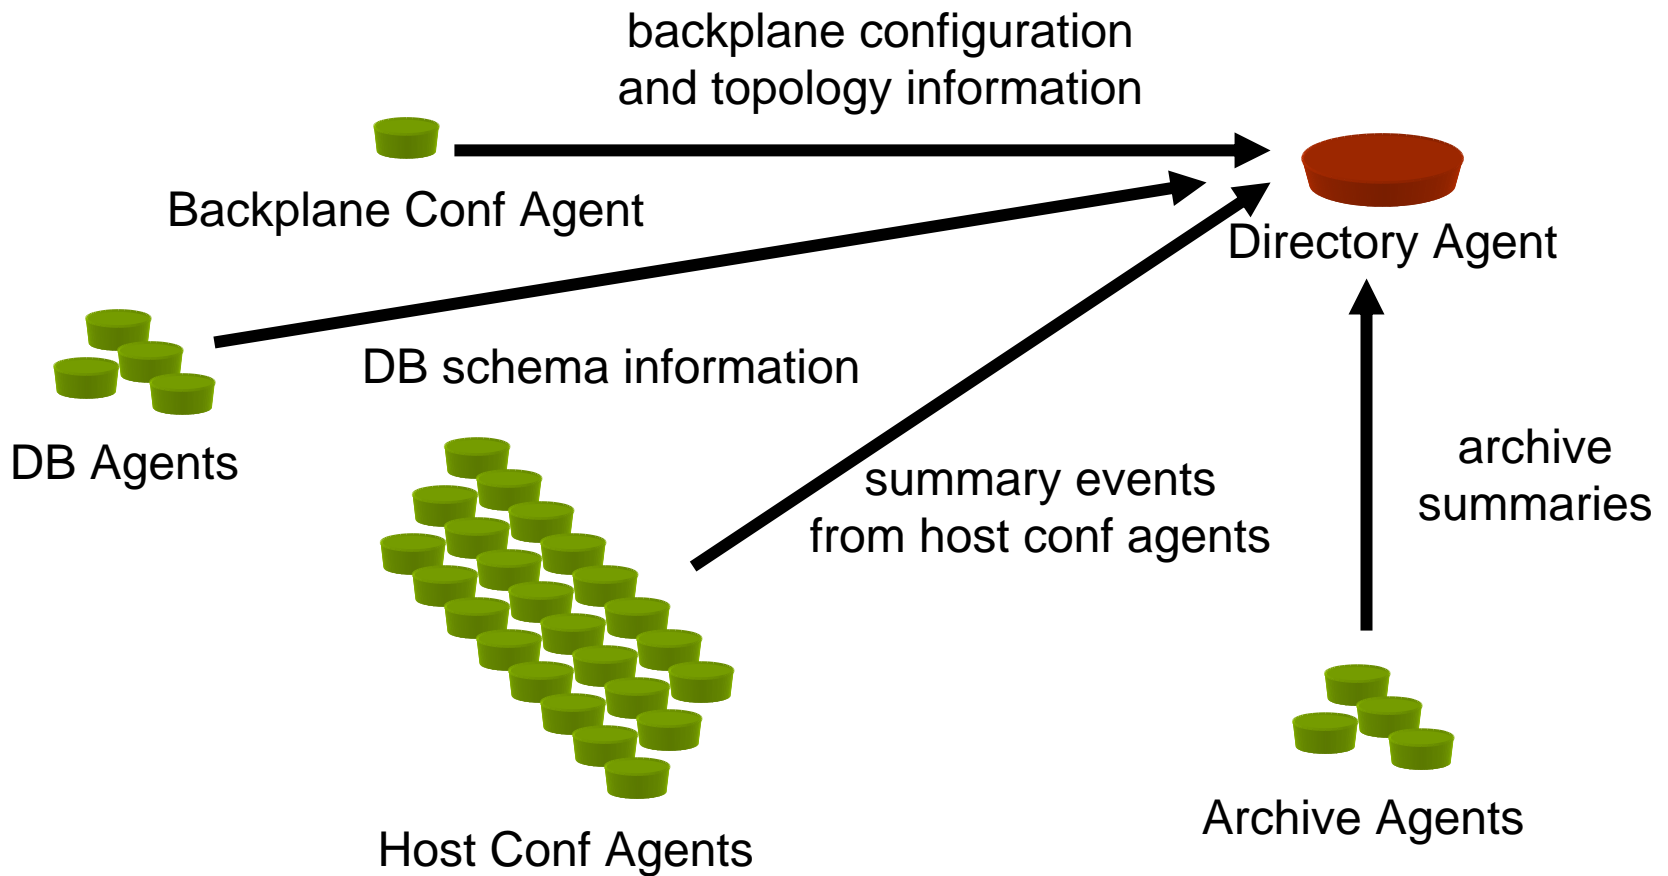 backplane configuration
and topology information
Backplane Conf Agent
Directory Agent
DB schema information
DB Agents
summary events
from host conf agents
archive
summaries
Host Conf Agents
Archive Agents